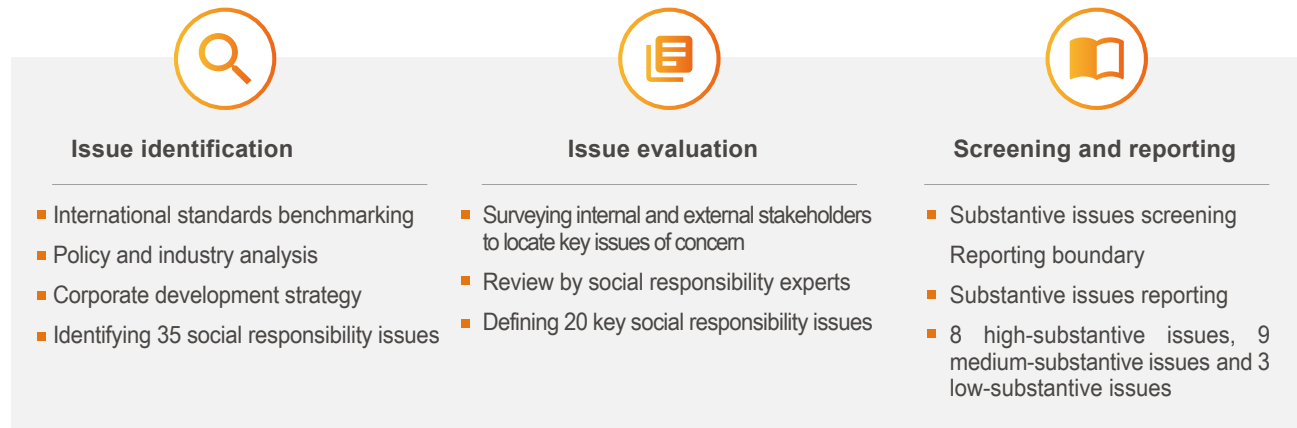 Issue identification
International standards benchmarking
Policy and industry analysis
Corporate development strategy
Identifying 35 social responsibility issues
Issue evaluation
Surveying internal and external stakeholders
to locate key issues of concern
Review by social responsibility experts
Defining 20 key social responsibility issues
Screening and reporting
Substantive issues screening
Reporting boundary
Substantive issues reporting
8 high-substantive issues, 9
medium-substantive issues and 3
low-substantive issues